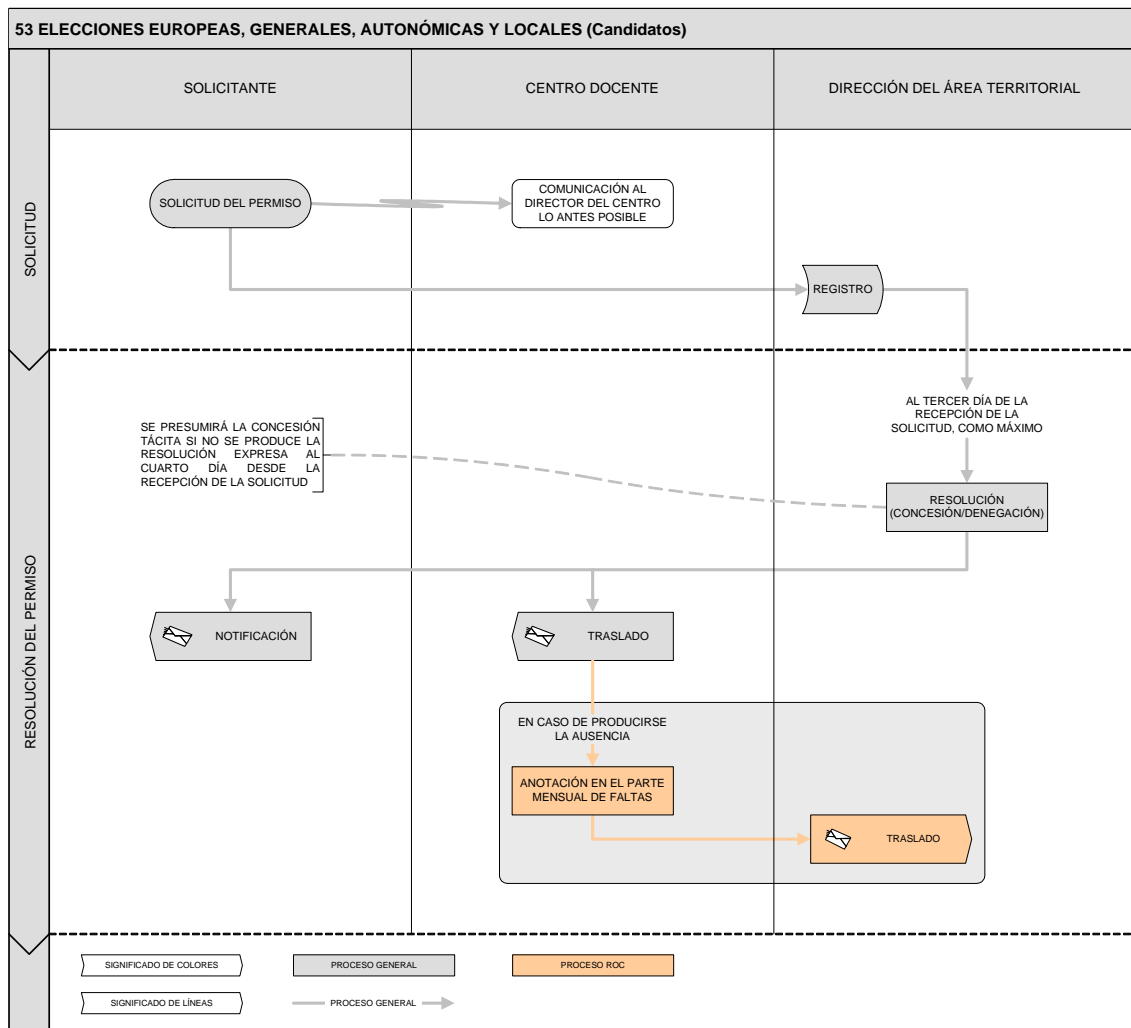 53 ELECCIONES EUROPEAS, GENERALES, AUTONÓMICAS Y LOCALES (Candidatos)
SOLICITANTE
CENTRO DOCENTE
DIRECCIÓN DEL ÁREA TERRITORIAL
SOLICITUD
SOLICITUD DEL PERMISO
COMUNICACIÓN AL
DIRECTOR DEL CENTRO
LO ANTES POSIBLE
REGISTRO
RESOLUCIÓN DEL PERMISO
AL TERCER DÍA DE LA
RECEPCIÓN DE LA
SOLICITUD, COMO MÁXIMO
SE PRESUMIRÁ LA CONCESIÓN
TÁCITA SI NO SE PRODUCE LA
RESOLUCIÓN EXPRESA AL
CUARTO DÍA DESDE LA
RECEPCIÓN DE LA SOLICITUD
RESOLUCIÓN
(CONCESIÓN/DENEGACIÓN)
NOTIFICACIÓN
TRASLADO
EN CASO DE PRODUCIRSE
LA AUSENCIA
ANOTACIÓN EN EL PARTE
MENSUAL DE FALTAS
TRASLADO
SIGNIFICADO DE COLORES
PROCESO GENERAL
PROCESO ROC
SIGNIFICADO DE LÍNEAS
PROCESO GENERAL